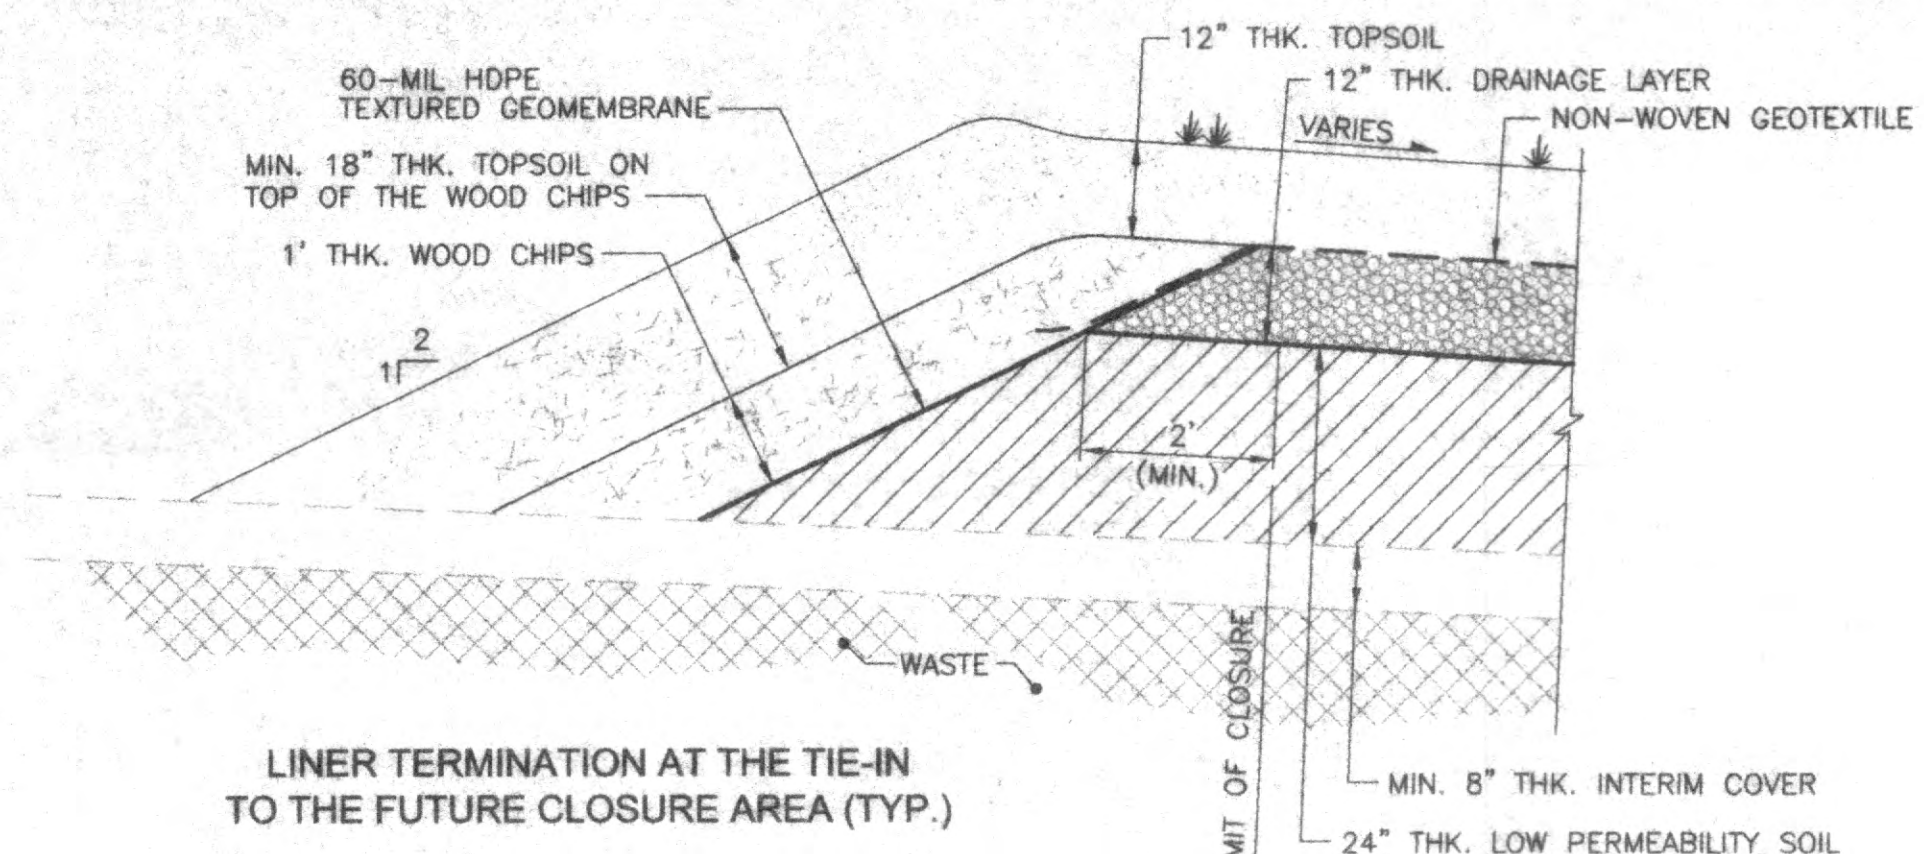 12" THK. TOPSOIL
60-MIL HDPE
TEXTURED GEOMEMBRANE
12" THK. DRAINAGE LAYER
NON-WOVEN GEOTEXTILE
VARIES
MIN. 18" THK. TOPSOIL ON
TOP OF THE WOOD CHIPS
1' THK. WOOD CHIPS
2
1
2'
(MIN.)
WASTE
MIT OF CLOSURE
LINER TERMINATION AT THE TIE-IN
TO THE FUTURE CLOSURE AREA (TYP.)
MIN. 8" THK. INTERIM COVER
24" THK. LOW PERMEABILITY SOIL